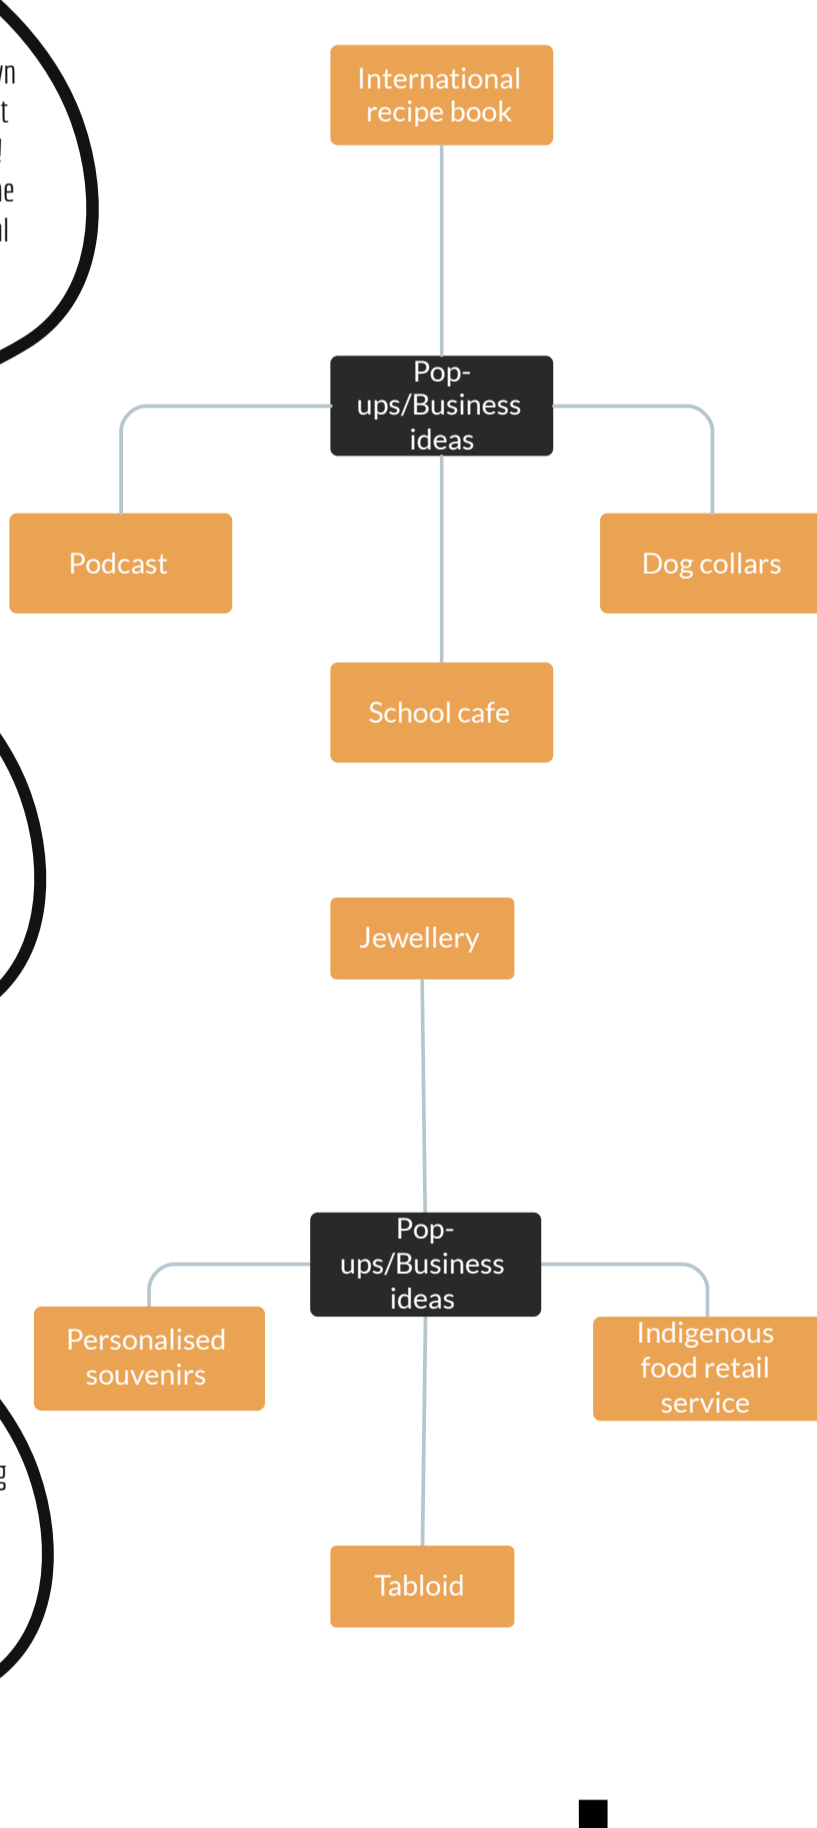 International
recipe book
Pop-
ups/Business
ideas
Podcast
Dog collars
School cafe
Jewellery
Pop-
ups/Business
ideas
Personalised
souvenirs
Indigenous
food retail
service
Tabloid